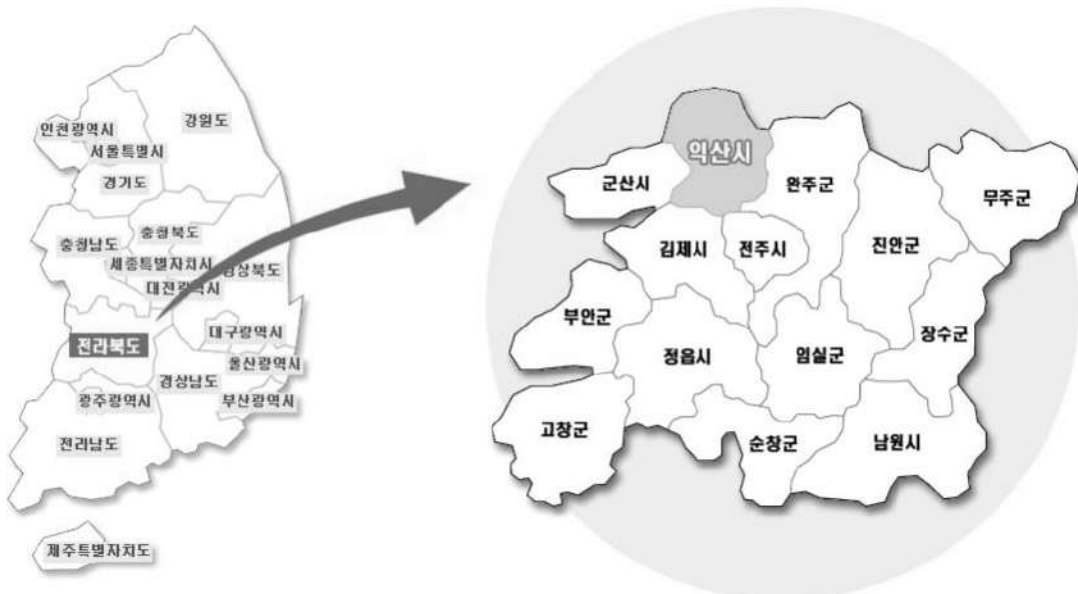 강원도
인천광역시
서울특별시
경기도
충청북도
충청남도
세종특별자치시
경상북도
대전광역시
대구광역시
전라북도
울산광역시
경상남도
광주광역시
부산광역시
전라남도
제주특별자치도
익산시
군산시
완주군
무주군
김제시
전주시
진안군
부안군
장수군
정읍시
임실군
고창군
순창군
남원시